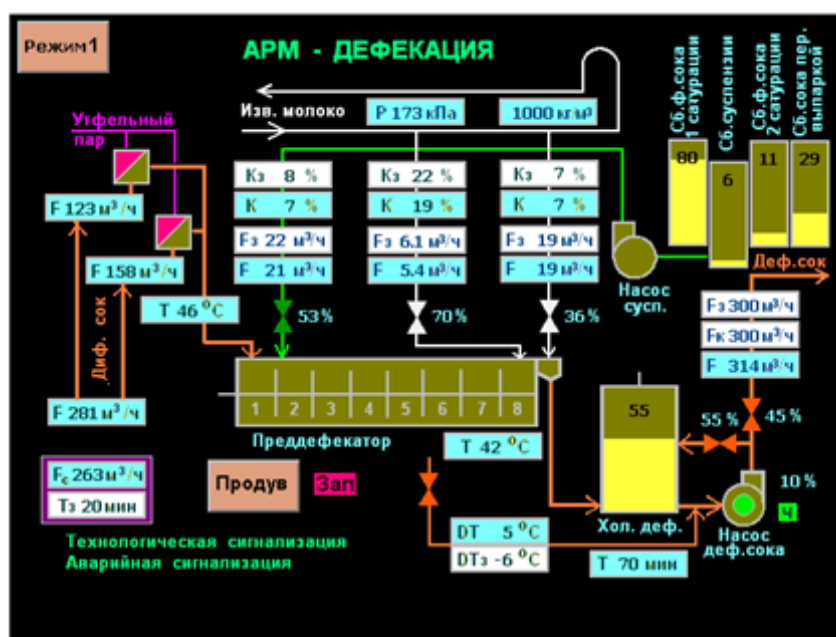 Режим1
АРМ - ДЕФЕКАЦИЯ
Изв. молоко
P 173 кПа
1000 кг/м³
Сб.ф.сока
1 сатурации
Сб.суспензии
Сб.ф.сока
2 сатурации
Сб.сока пер.
выпаркой
80
6
11
29
Утфельный
пар
Kз 8 %
K 7 %
Fз 22 м³/ч
F 21 м³/ч
53%
Kз 22 %
K 19 %
Fз 6.1 м³/ч
F 5.4 м³/ч
70%
Kз 7 %
K 7 %
Fз 19 м³/ч
F 19 м³/ч
36%
F 123 м³/ч
F 158 м³/ч
T 46 °C
Диф. сок
F 281 м³/ч
Насос
сусп.
Деф.сок
Fз 300 м³/ч
Fк 300 м³/ч
F 314 м³/ч
1 2 3 4 5 6 7 8
Преддефекатор
T 42 °C
55
55 %
45%
10%
ч
Fс 263 м³/ч
Tз 20 мин
Продув
Зап
Хол. деф.
Насос
деф.сока
DT 5 °C
DTз -6 °C
T 70 мин
Технологическая сигнализация
Аварийная сигнализация